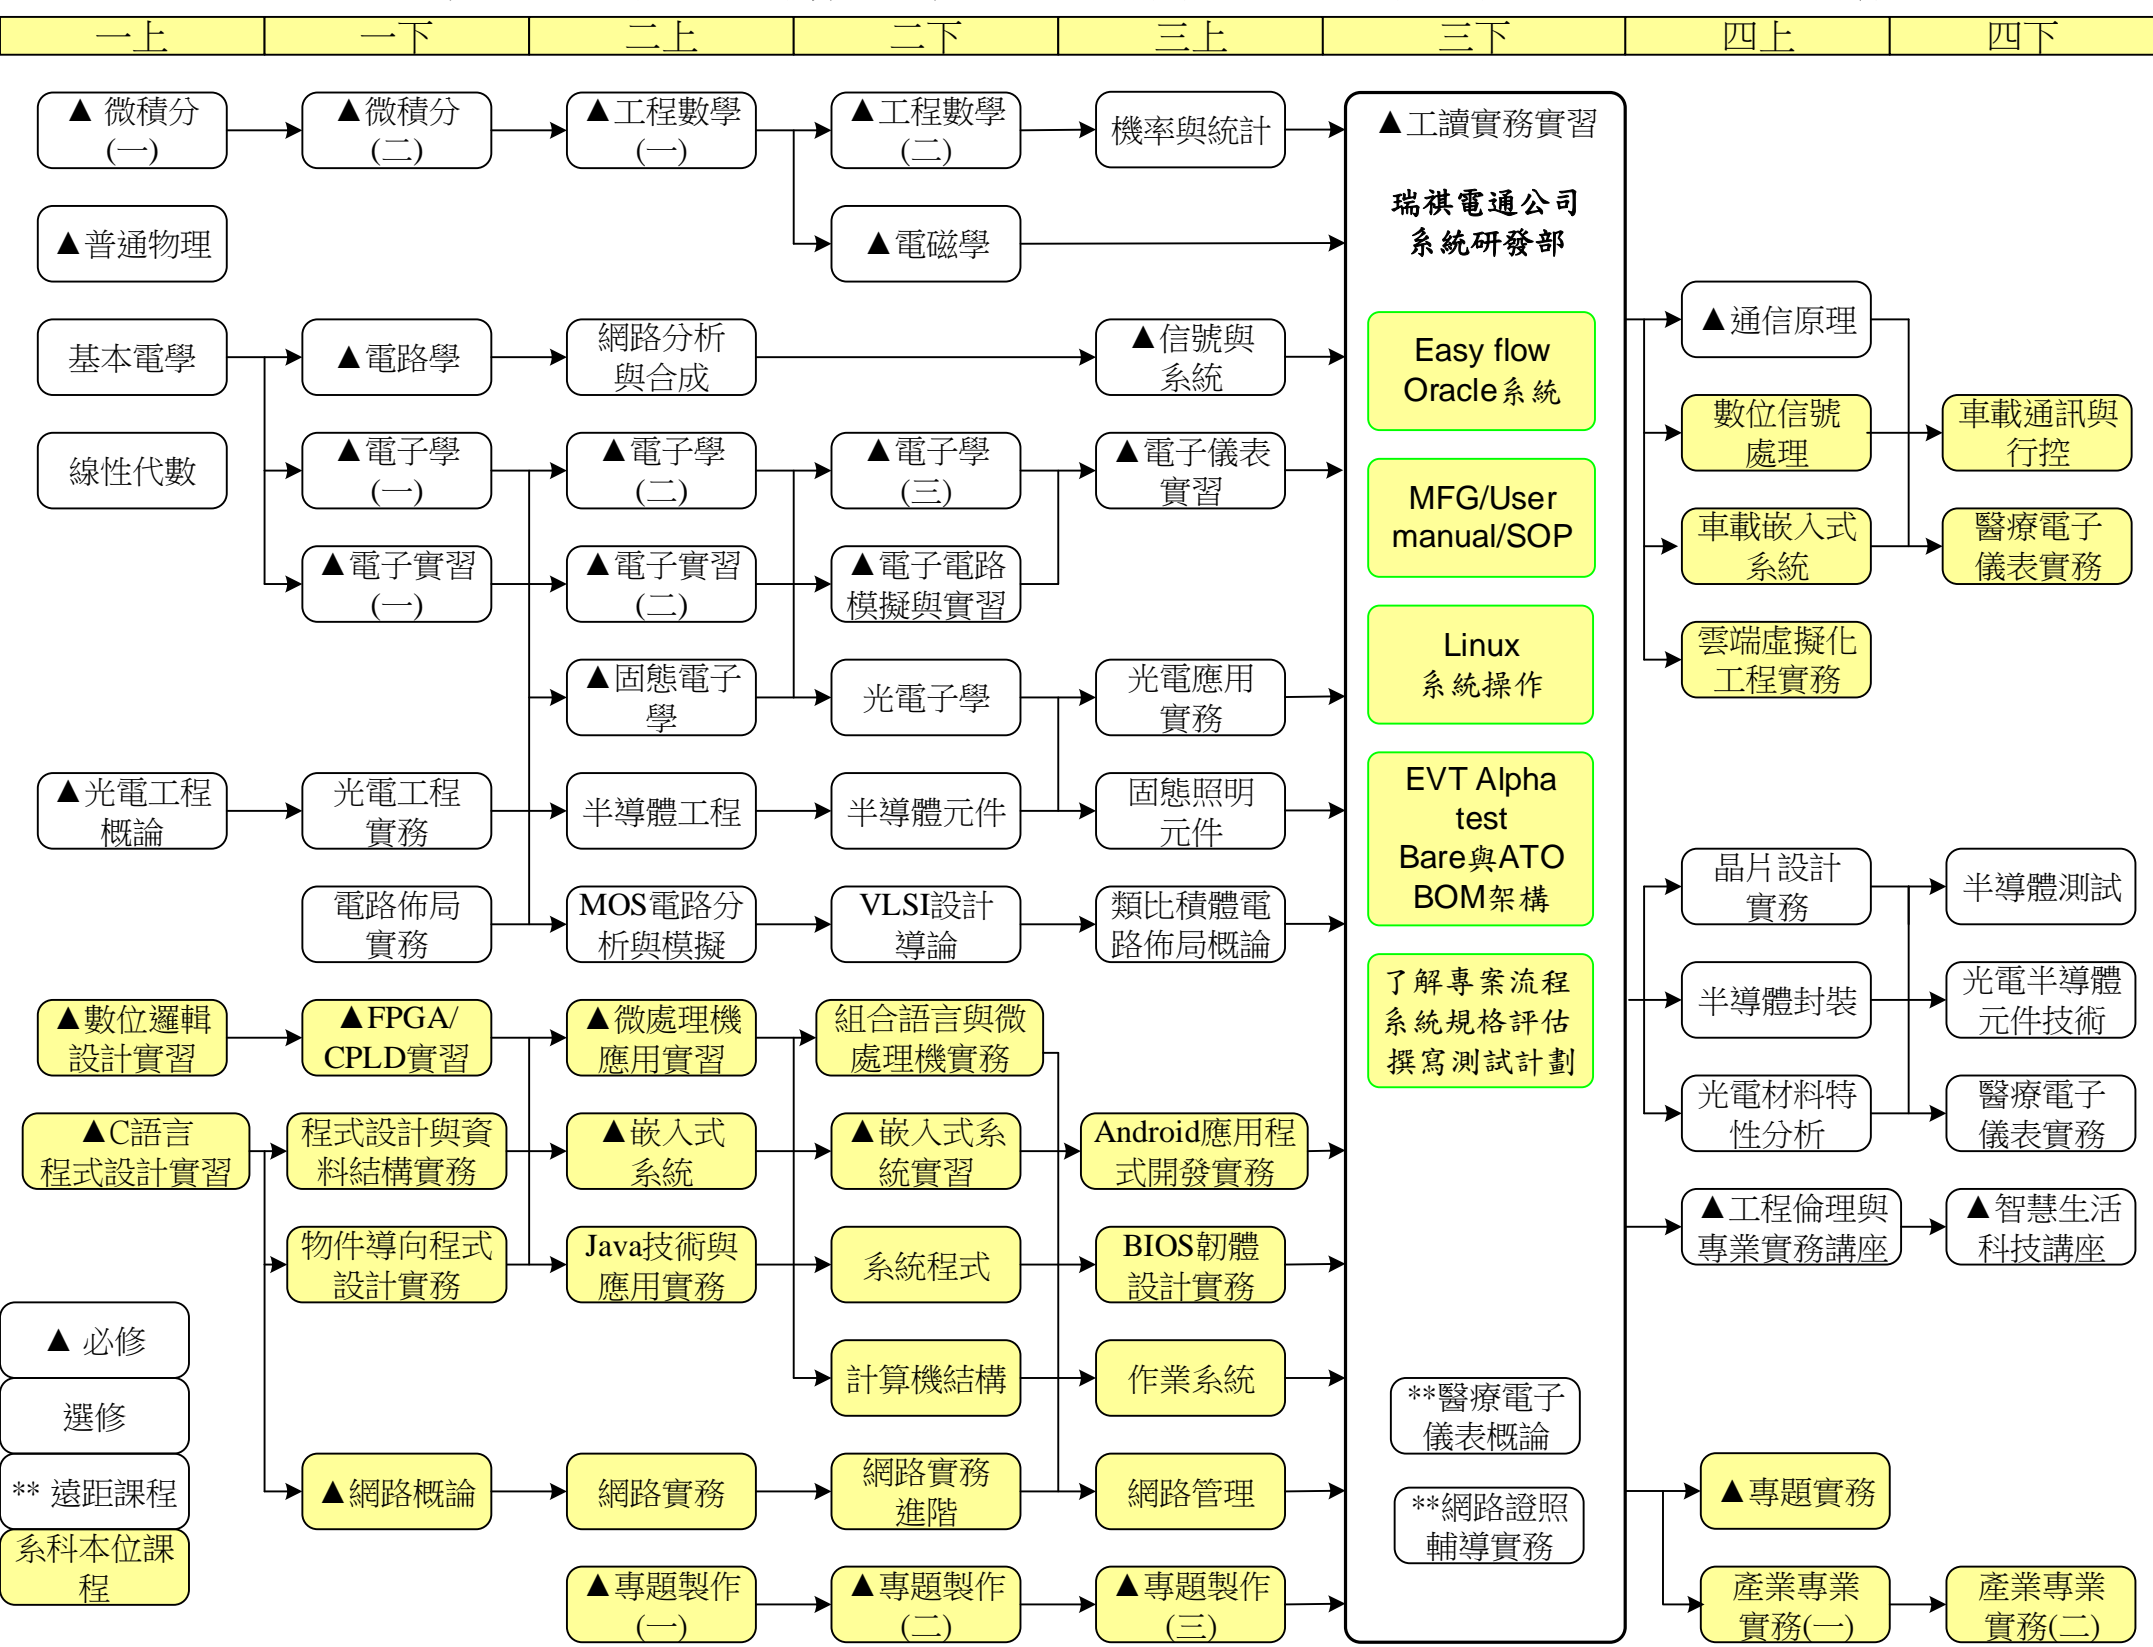 一上
一下
二上
二下
三上
三下
四上
四下
▲ 微積分
(一)
▲微積分
(二)
▲工程數學
(一)
▲工程數學
(二)
機率與統計
▲普通物理
▲電磁學
基本電學
▲電路學
網路分析
與合成
▲信號與
系統
線性代數
▲電子學
(一)
▲電子學
(二)
▲電子學
(三)
▲電子儀表
實習
▲電子實習
(一)
▲電子實習
(二)
▲電子電路
模擬與實習
▲固態電子
學
光電子學
光電應用
實務
▲光電工程
概論
光電工程
實務
半導體工程
半導體元件
固態照明
元件
電路佈局
實務
MOS電路分
析與模擬
VLSI設計
導論
類比積體電
路佈局概論
▲數位邏輯
設計實習
▲FPGA/
CPLD實習
▲微處理機
應用實習
組合語言與微
處理機實務
▲C語言
程式設計實習
程式設計與資
料結構實務
▲嵌入式
系統
▲嵌入式系
統實習
Android應用程
式開發實務
物件導向程式
設計實務
Java技術與
應用實務
系統程式
BIOS韌體
設計實務
計算機結構
作業系統
▲網路概論
網路實務
網路實務
進階
網路管理
▲專題製作
(一)
▲專題製作
(二)
▲專題製作
(三)
▲ 必修
選修
** 遠距課程
系科本位課
程
▲工讀實務實習
瑞祺電通公司
系統研發部
Easy flow
Oracle系統
MFG/User
manual/SOP
Linux
系統操作
EVT Alpha
test
Bare與ATO
BOM架構
了解專案流程
系統規格評估
撰寫測試計劃
**醫療電子
儀表概論
**網路證照
輔導實務
▲通信原理
數位信號
處理
車載通訊與
行控
車載嵌入式
系統
醫療電子
儀表實務
雲端虛擬化
工程實務
晶片設計
實務
半導體測試
半導體封裝
光電半導體
元件技術
光電材料特
性分析
醫療電子
儀表實務
▲工程倫理與
專業實務講座
▲智慧生活
科技講座
▲專題實務
產業專業
實務(一)
產業專業
實務(二)